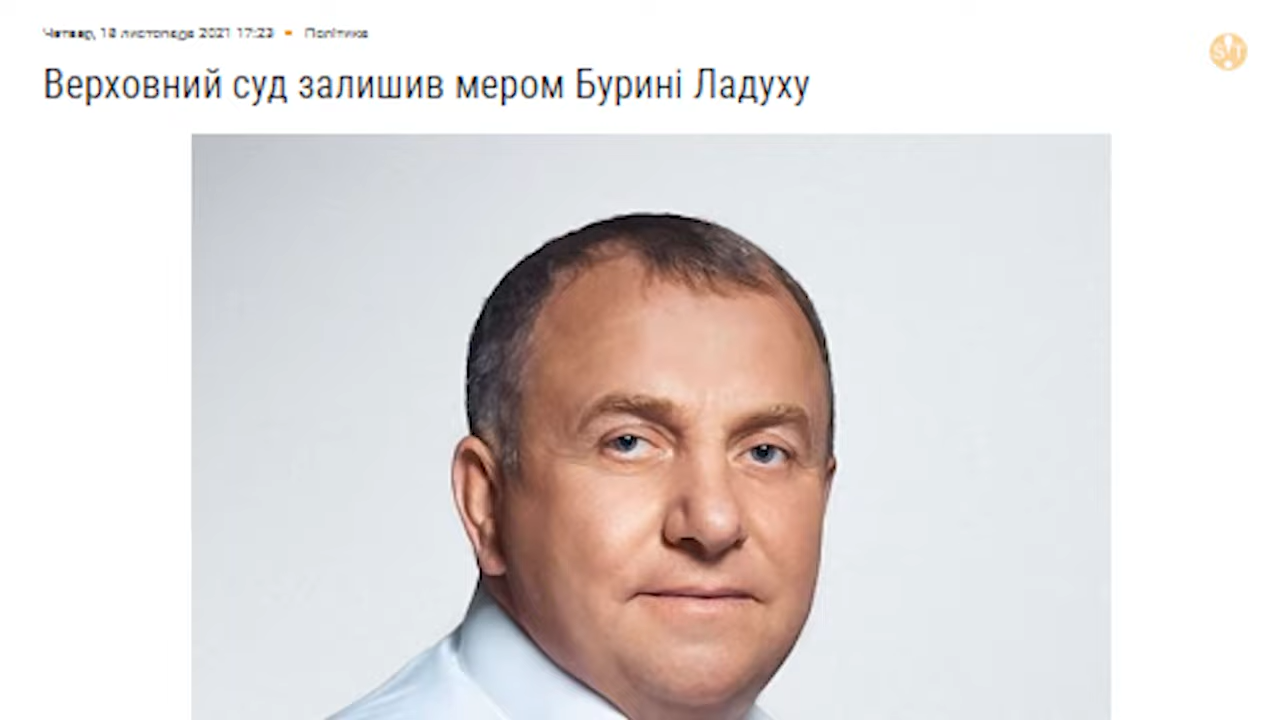 Четвер, 18 листопада 2021 17:23 ▪ Політика
S!T
Верховний суд залишив мером Бурині Ладуху